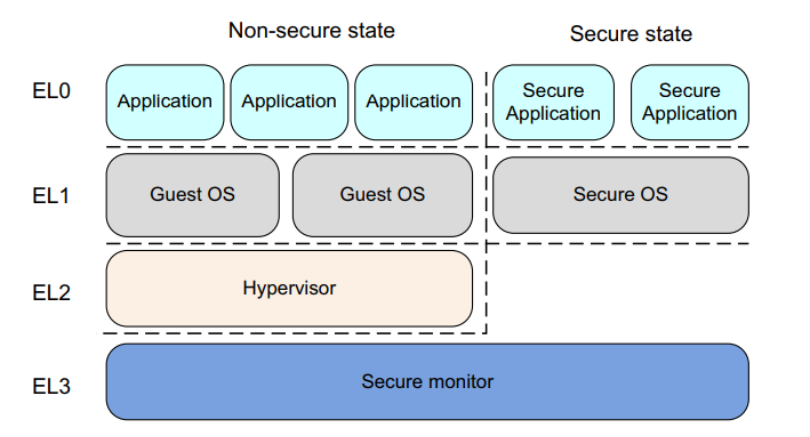 Non-secure state
Secure state
EL0
Application
Application
Application
Secure
Application
Secure
Application
EL1
Guest OS
Guest OS
Secure OS
EL2
Hypervisor
EL3
Secure monitor